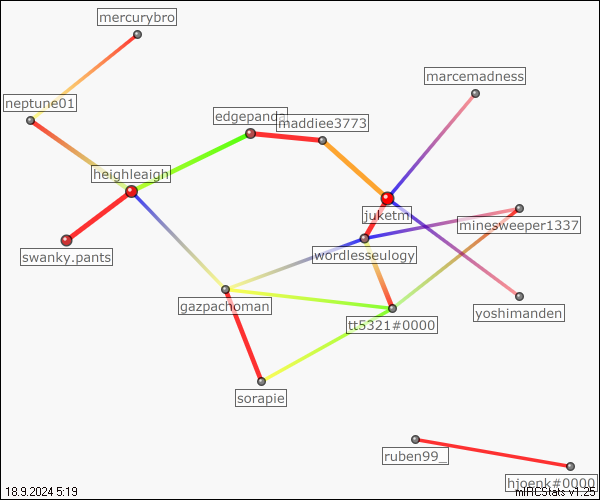 mercurybro
marcemadness
neptune01
edgepanda
maddiee3773
heighleaigh
juketm
minesweeper1337
swanky.pants
wordlesseulogy
gazpachoman
yoshimanden
tt5321#0000
sorapie
ruben99_
hjoenk#0000
18.9.2024 5:19
mIRCStats v1.25